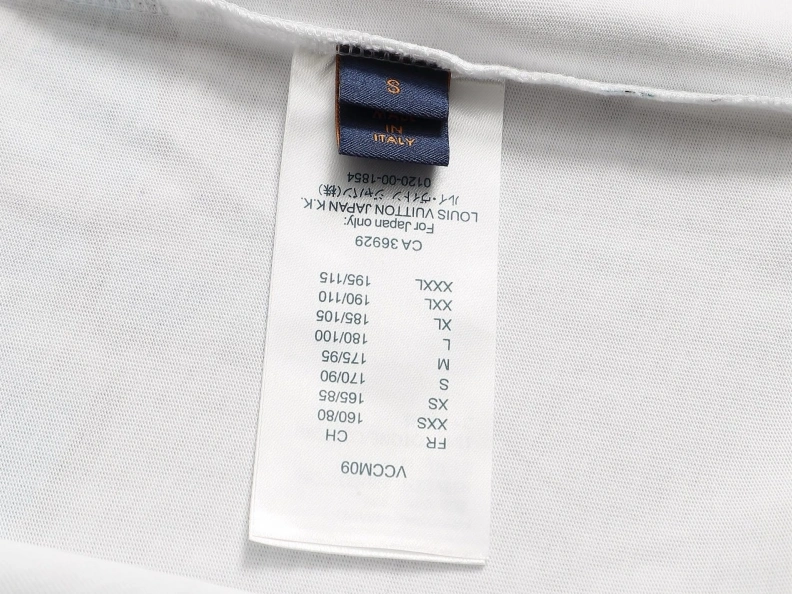 S
MADE
IN
ITALY
VCCM09
FR CH
XXS 160/80
XS 165/85
S 170/90
M 175/95
L 180/100
XL 185/105
XXL 190/110
XXXL 195/115
CA 36929
For Japan only:
LOUIS VUITTON JAPAN K.K.
ルイ・ヴィトン ジャパン(株)
0120-00-1854